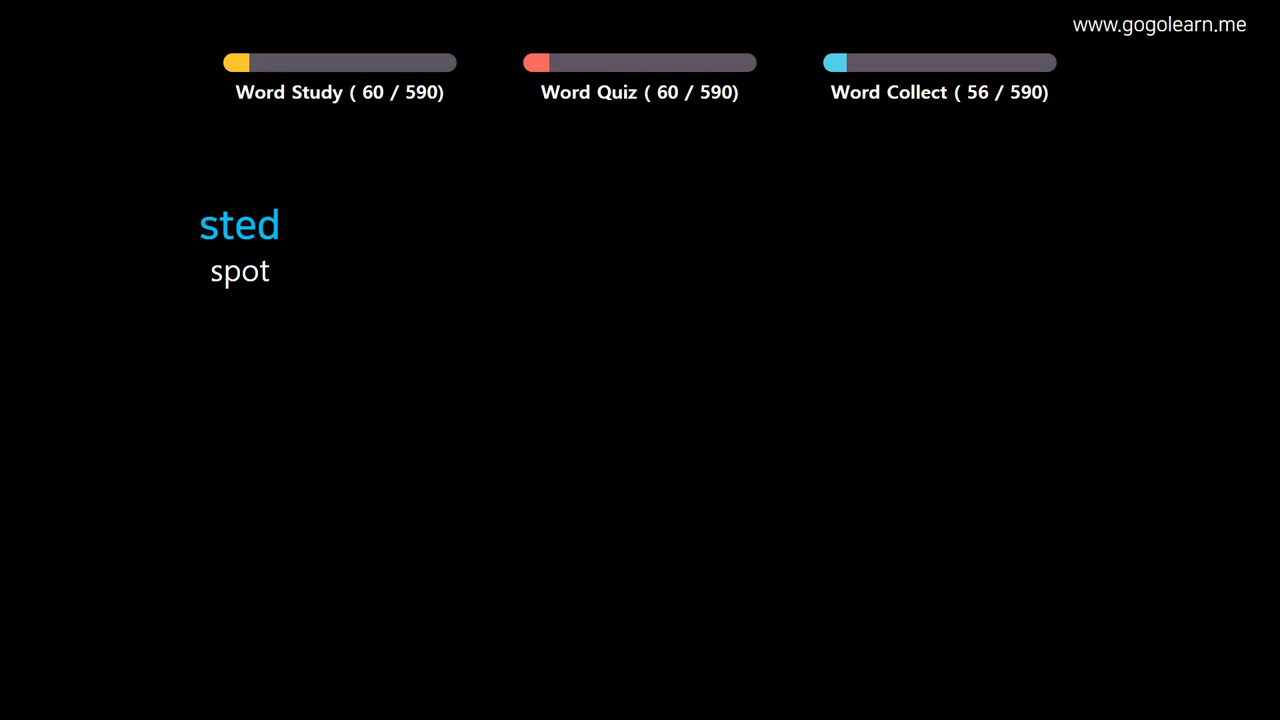 www.gogolearn.me
Word Study ( 60 / 590)
Word Quiz ( 60 / 590)
Word Collect ( 56 / 590)
sted
spot